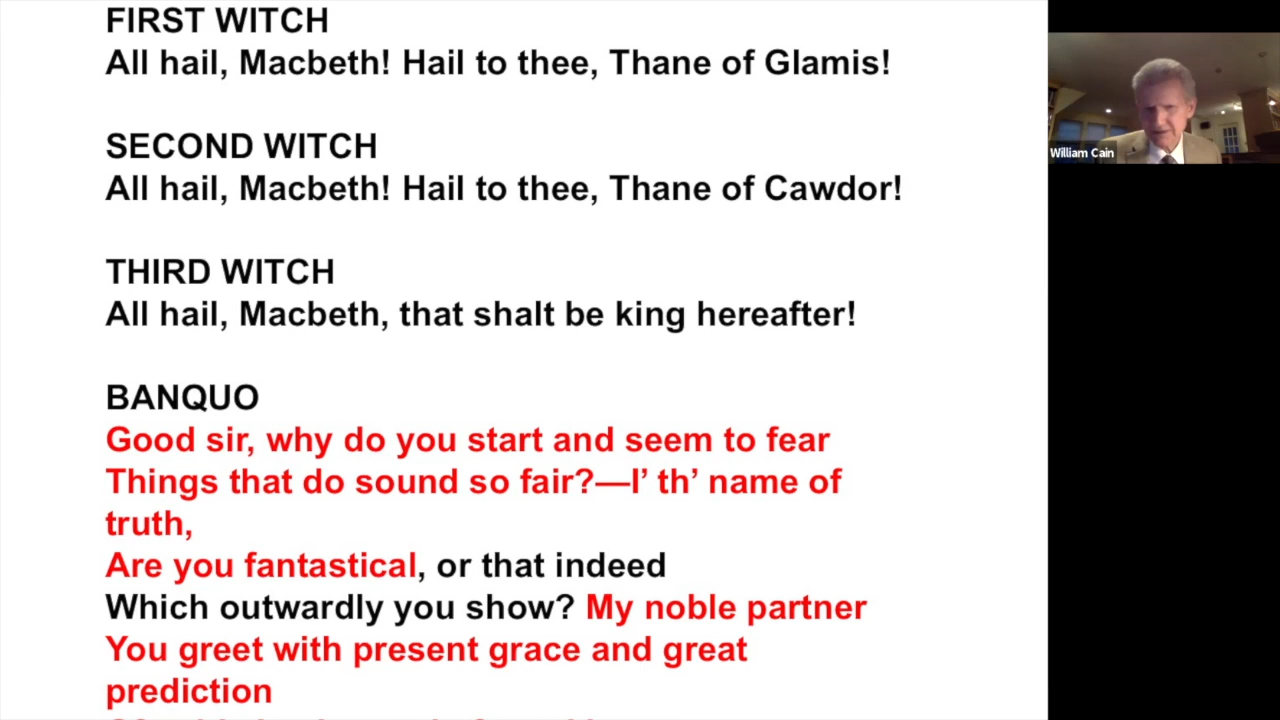 FIRST WITCH
All hail, Macbeth! Hail to thee, Thane of Glamis!
SECOND WITCH
All hail, Macbeth! Hail to thee, Thane of Cawdor!
THIRD WITCH
All hail, Macbeth, that shalt be king hereafter!
BANQUO
Good sir, why do you start and seem to fear
Things that do sound so fair?—I’ th’ name of
truth,
Are you fantastical, or that indeed
Which outwardly you show? My noble partner
You greet with present grace and great
prediction
William Cain